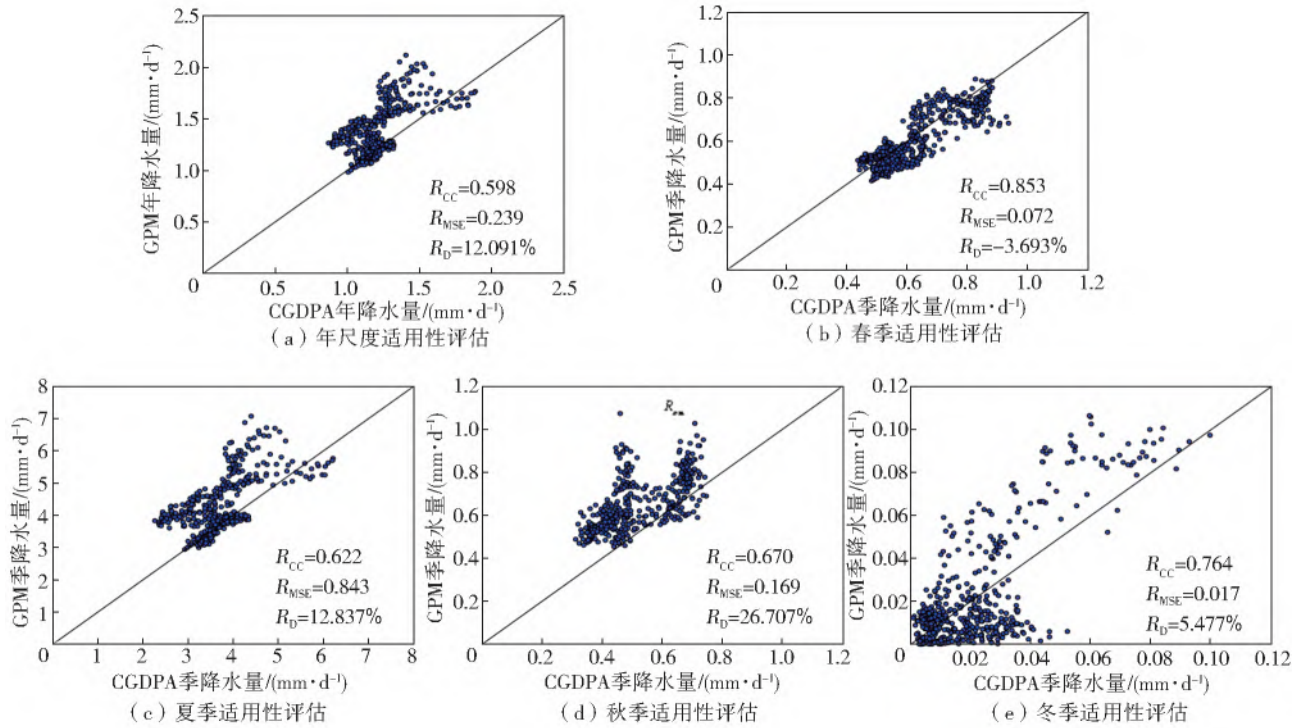 2.5
2.0
1.5
1.0
0.5
0
0.5
1.0
1.5
2.0
2.5
GPM年降水量/(mm·d⁻¹)
R_CC=0.598
R_MSE=0.239
R_D=12.091%
CGDPA年降水量/(mm·d⁻¹)
(a)年尺度适用性评估
1.2
1.0
0.8
0.6
0.4
0.2
0
0.2
0.4
0.6
0.8
1.0
1.2
GPM季降水量/(mm·d⁻¹)
R_CC=0.853
R_MSE=0.072
R_D=−3.693%
CGDPA季降水量/(mm·d⁻¹)
(b)春季适用性评估
8
7
6
5
4
3
2
1
0
1
2
3
4
5
6
7
8
GPM季降水量/(mm·d⁻¹)
R_CC=0.622
R_MSE=0.843
R_D=12.837%
CGDPA季降水量/(mm·d⁻¹)
(c)夏季适用性评估
1.2
1.0
0.8
0.6
0.4
0.2
0
0.2
0.4
0.6
0.8
1.0
1.2
GPM季降水量/(mm·d⁻¹)
R_CC=0.670
R_MSE=0.169
R_D=26.707%
CGDPA季降水量/(mm·d⁻¹)
(d)秋季适用性评估
0.12
0.10
0.08
0.06
0.04
0.02
0
0.02
0.04
0.06
0.08
0.10
0.12
GPM季降水量/(mm·d⁻¹)
R_CC=0.764
R_MSE=0.017
R_D=5.477%
CGDPA季降水量/(mm·d⁻¹)
(e)冬季适用性评估